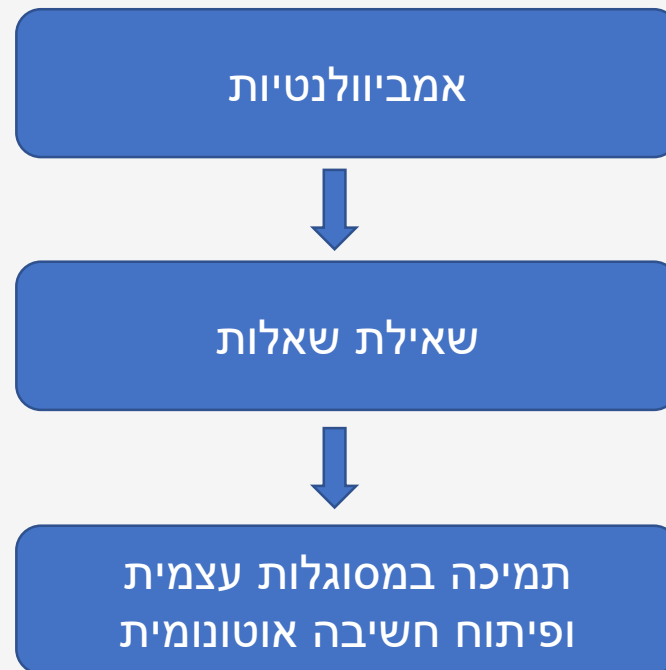 אמביוולנטיות
שאילת שאלות
תמיכה במסוגלות עצמית
ופיתוח חשיבה אוטונומית